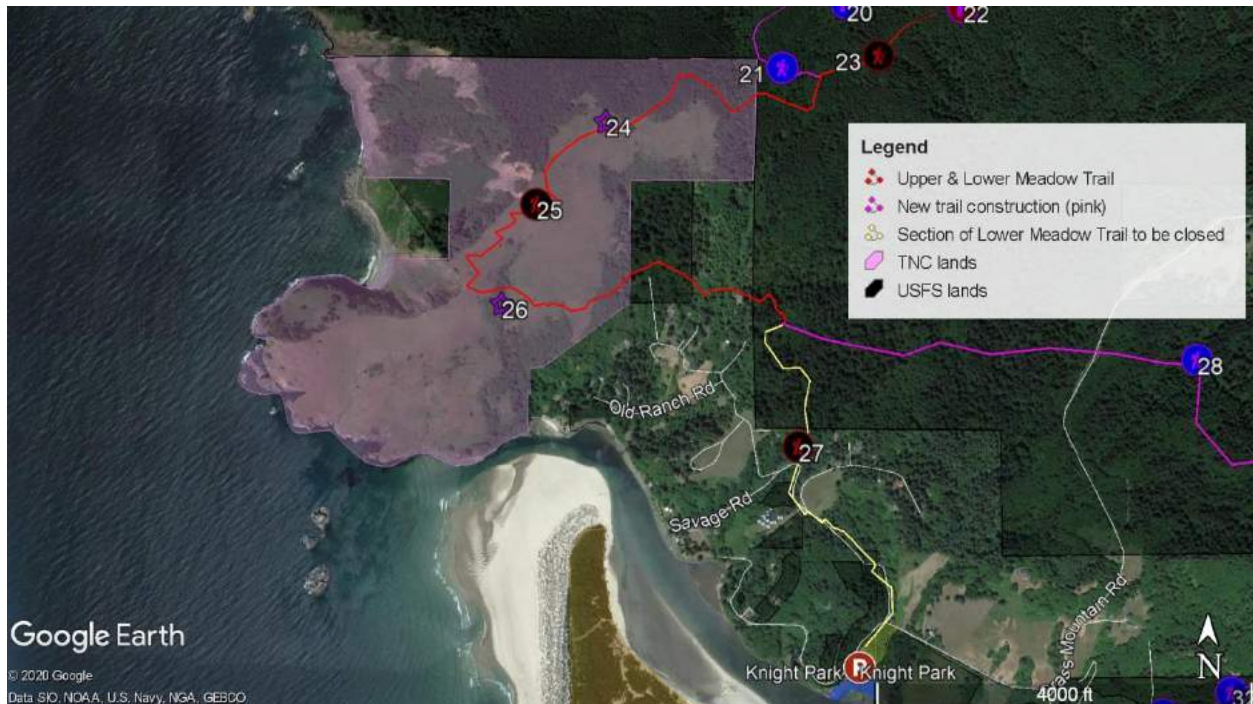 20
22
21
23
24
25
26
28
27
Legend
Upper & Lower Meadow Trail
New trail construction (pink)
Section of Lower Meadow Trail to be closed
TNC lands
USFS lands
Old Ranch Rd
Savage Rd
Mountain Rd
Google Earth
© 2020 Google
Data SIO, NOAA, U.S. Navy, NGA, GEBCO
P
Knight Park
Knight Park
N
4000 ft
31